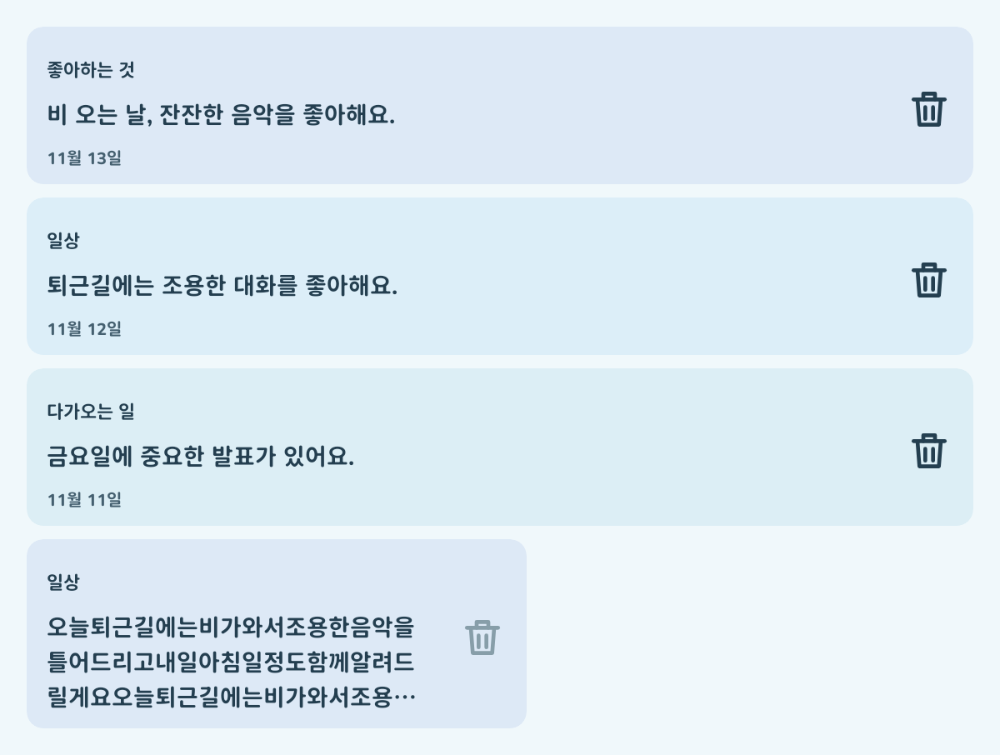 좋아하는 것
비 오는 날, 잔잔한 음악을 좋아해요.
11월 13일
일상
퇴근길에는 조용한 대화를 좋아해요.
11월 12일
다가오는 일
금요일에 중요한 발표가 있어요.
11월 11일
일상
오늘퇴근길에는비가와서조용한음악을
틀어드리고내일아침일정도함께알려드
릴게요오늘퇴근길에는비가와서조용…